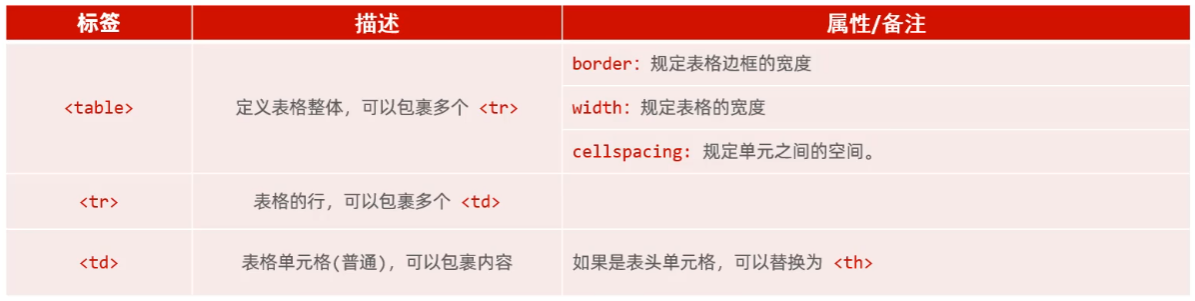 标签 描述 属性/备注
border: 规定表格边框的宽度
<table> 定义表格整体，可以包裹多个 <tr> width: 规定表格的宽度
cellspacing: 规定单元之间的空间。
<tr> 表格的行，可以包裹多个 <td>
<td> 表格单元格(普通)，可以包裹内容 如果是表头单元格，可以替换为 <th>